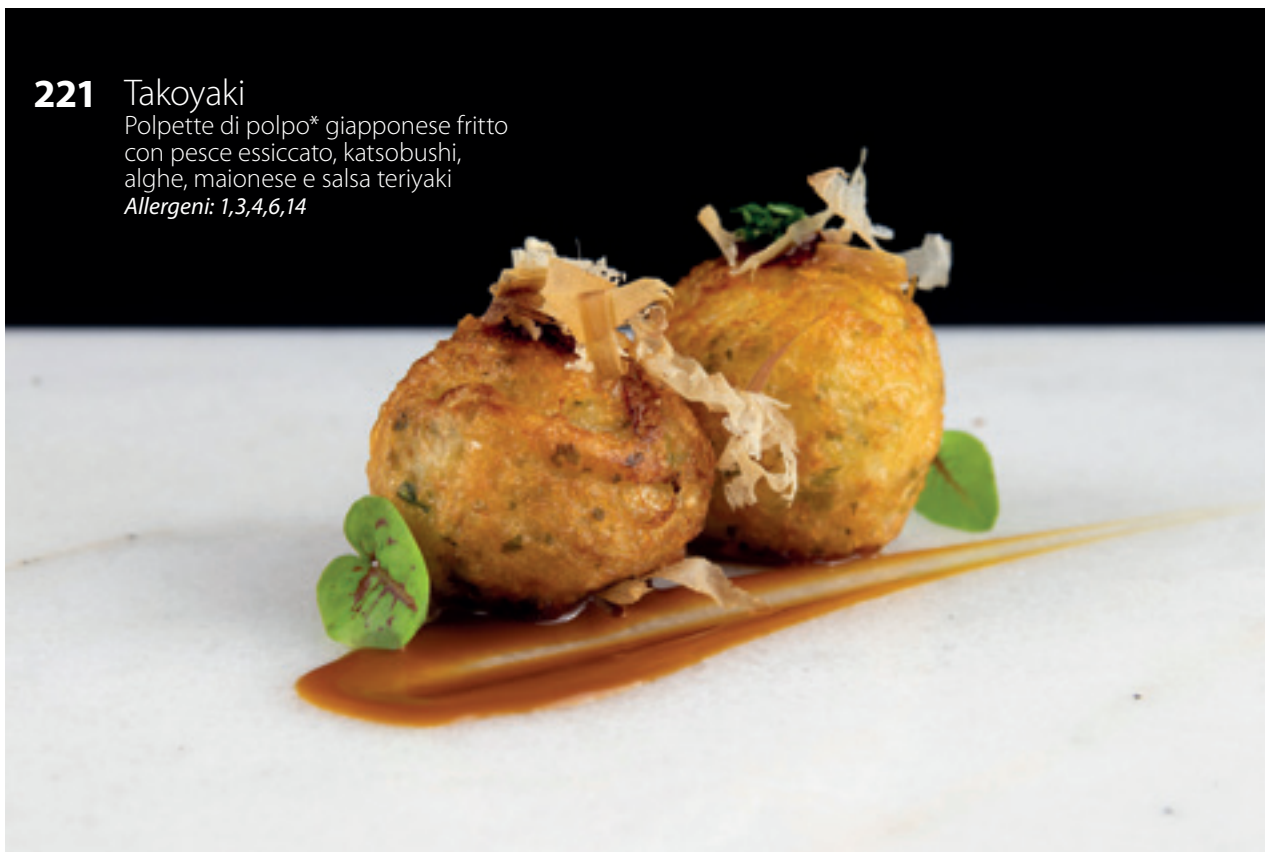 221 Takoyaki
Polpette di polpo* giapponese fritto
con pesce essiccato, katsobushi,
alghe, maionese e salsa teriyaki
Allergeni: 1,3,4,6,14